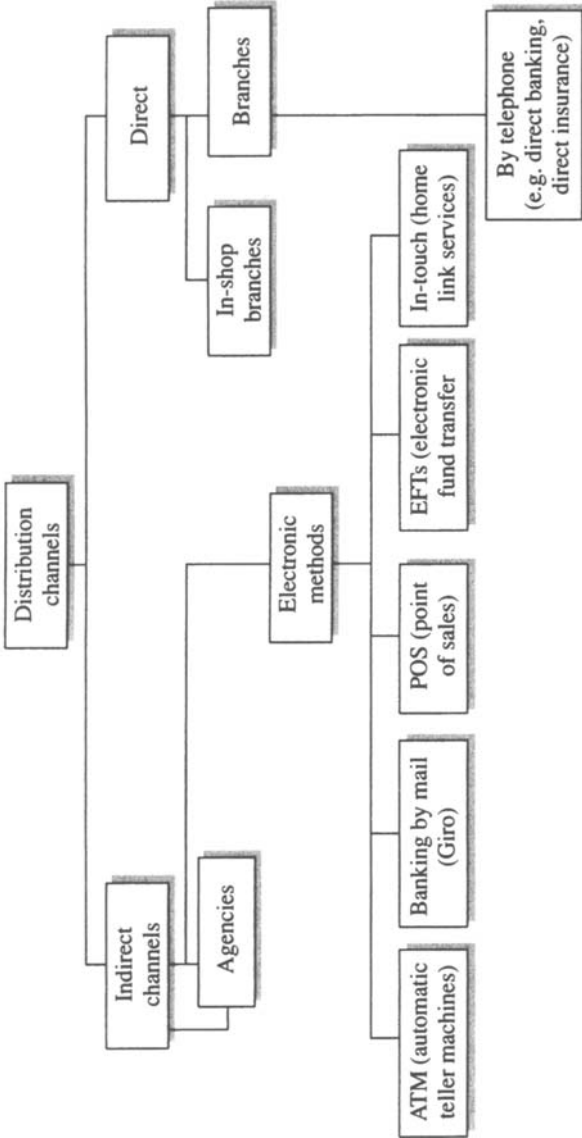 Distribution
channels
Indirect
channels
Direct
Agencies
In-shop
branches
Branches
Electronic
methods
ATM (automatic
teller machines)
Banking by mail
(Giro)
POS (point
of sales)
EFTs (electronic
fund transfer
In-touch (home
link services)
By telephone
(e.g. direct banking,
direct insurance)